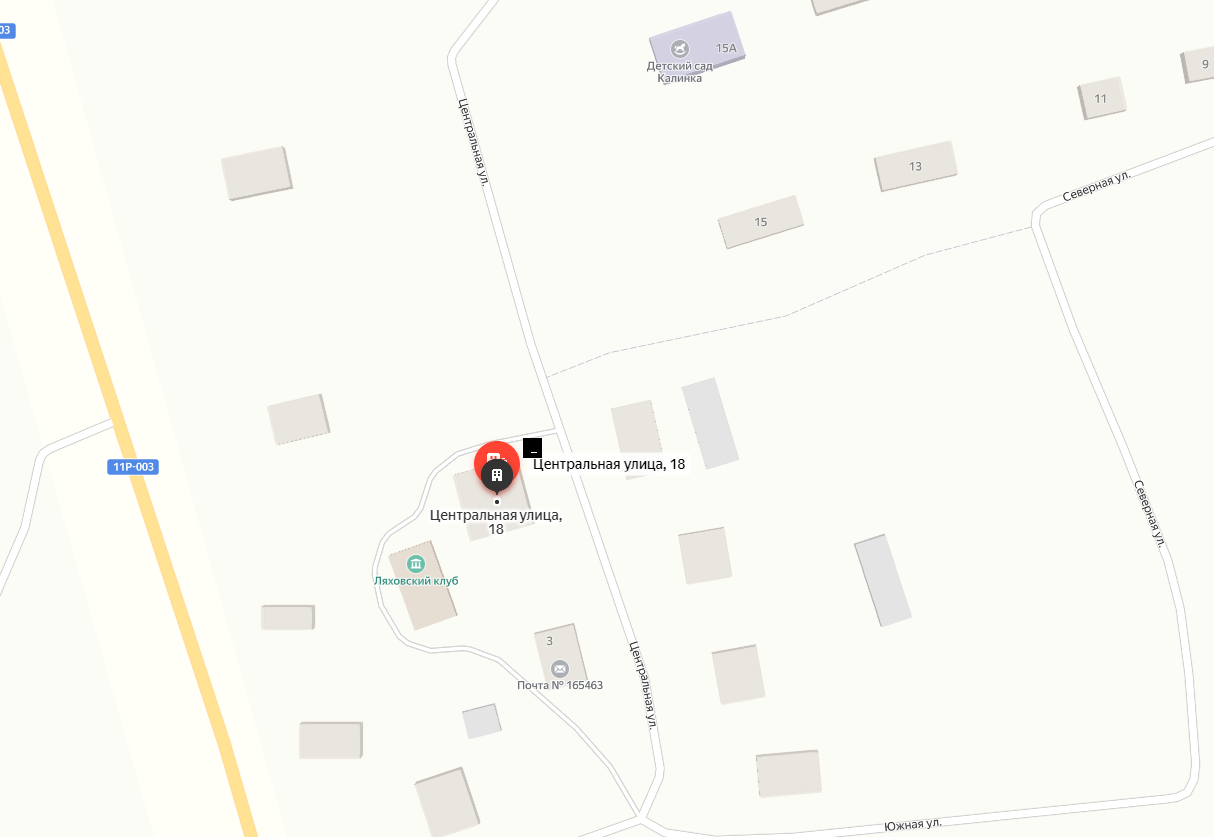 03
15А
Детский сад
Калинка
9
11
Центральная ул.
13
Северная ул.
15
11Р-003
Центральная улица, 18
Центральная улица,
18
Северная ул.
Ляховский клуб
3
Почта № 165463
Центральная ул.
Южная ул.